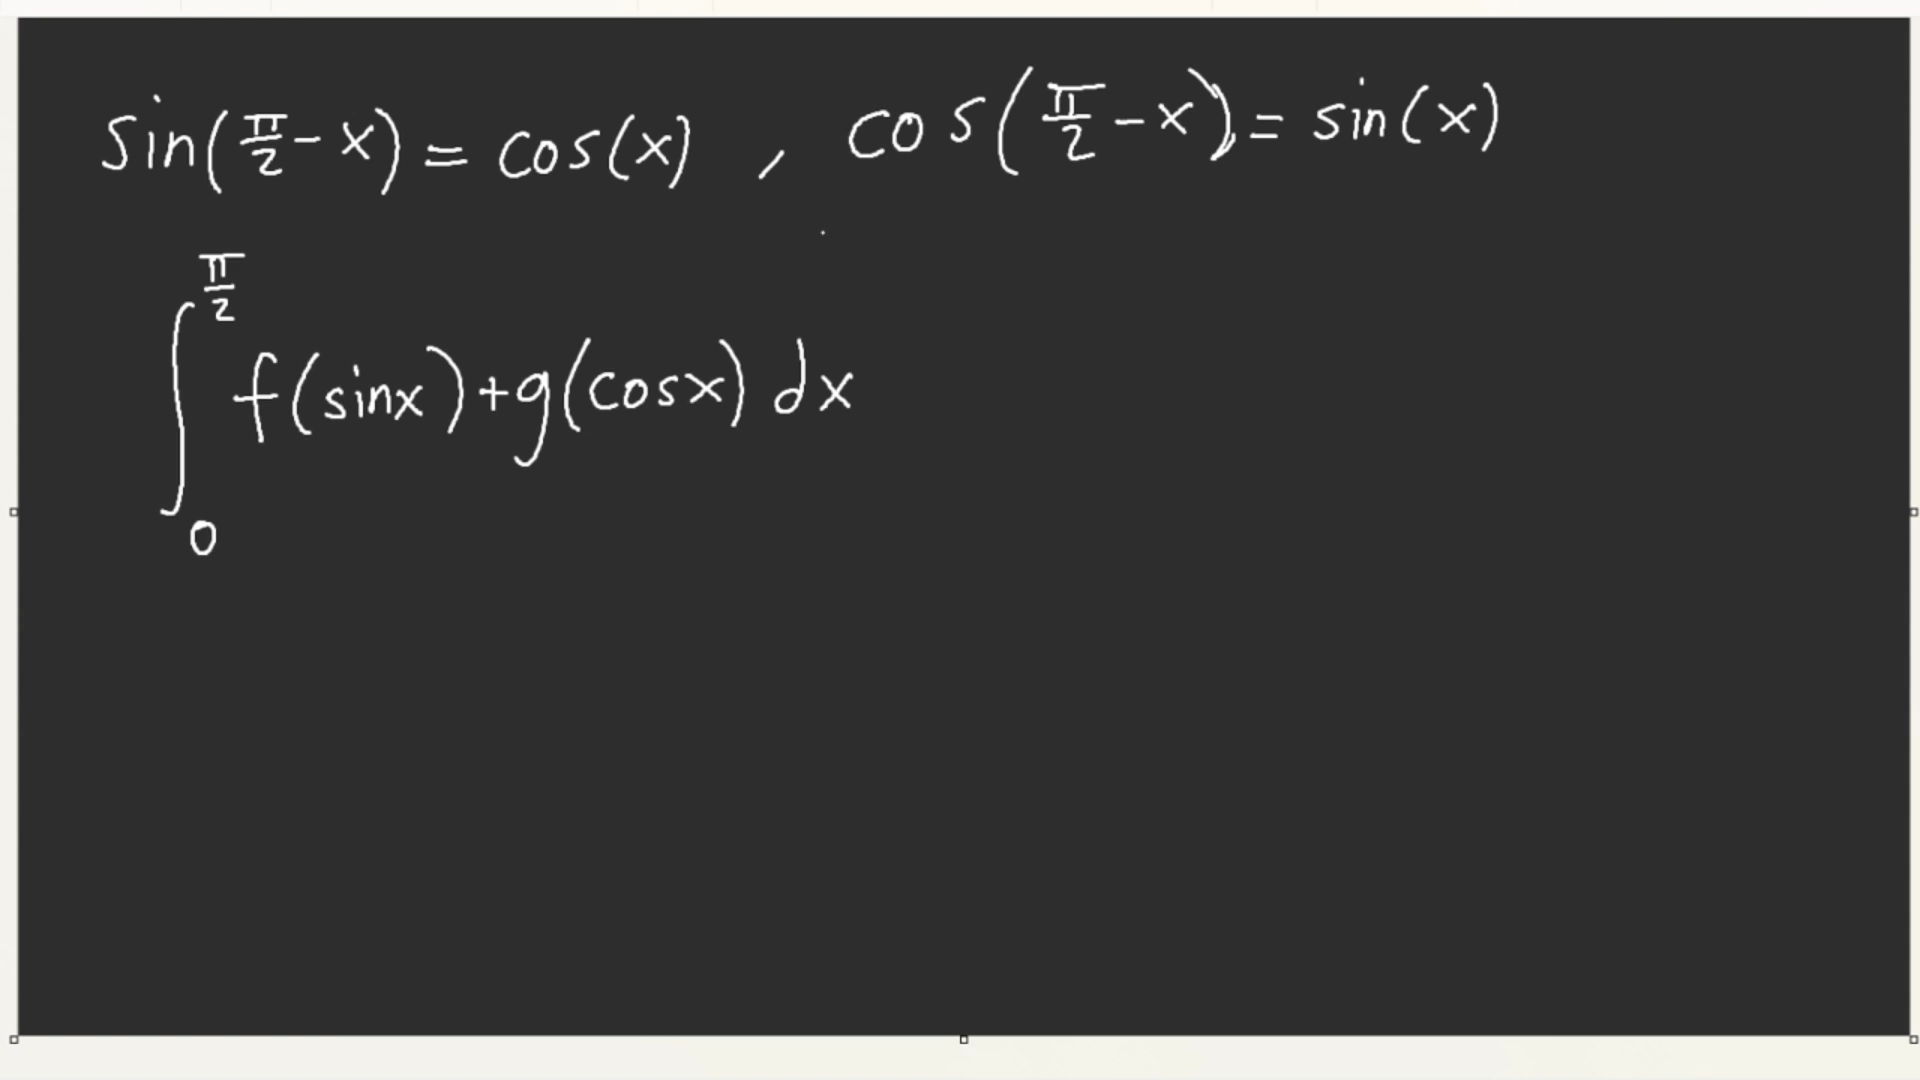 sin(π/2 - x) = cos(x) , cos(π/2 - x) = sin(x)
∫₀^(π/2) f(sinx)+g(cosx) dx